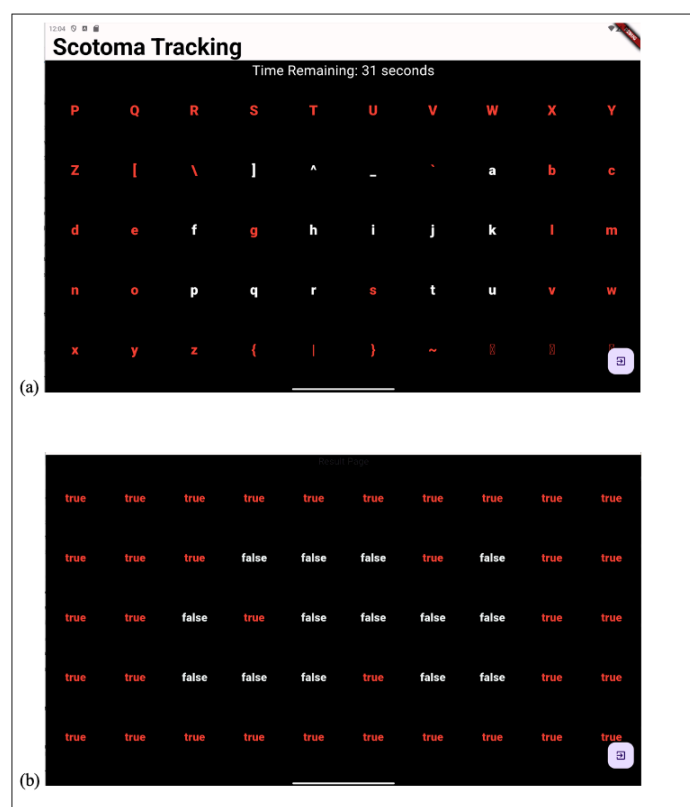 12:04
Scotoma Tracking
Time Remaining: 31 seconds
P Q R S T U V W X Y
Z [ \ ] ^ _ ` a b c
d e f g h i j k l m
n o p q r s t u v w
x y z { | } ~
(a)
Result Page
true true true true true true true true true true
true true true false false false true false true true
true true false true false false false false true true
true true false false false true false false true true
true true true true true true true true true true
(b)